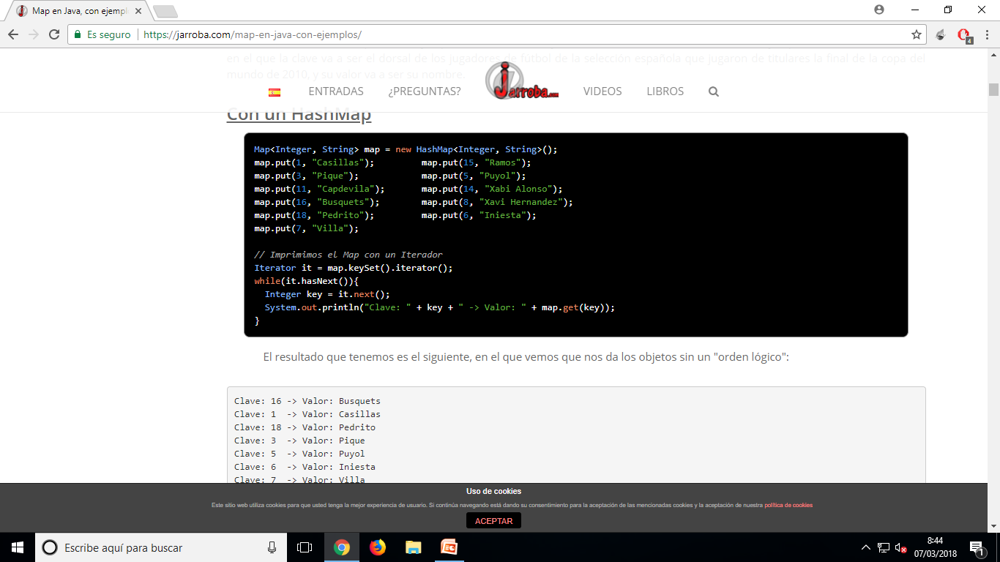 Map en Java, con ejempl
Es seguro
https://jarroba.com/map-en-java-con-ejemplos/
4
en el que la clave va a ser el dorsal de los jugadores de fútbol de la selección española que jugaron de titulares la final de la copa del
mundo de 2010, y su valor va a ser su nombre.
ENTRADAS ¿PREGUNTAS? Jarroba.com VIDEOS LIBROS
Con un HashMap
Map<Integer, String> map = new HashMap<Integer, String>();
map.put(1, "Casillas"); map.put(15, "Ramos");
map.put(3, "Pique"); map.put(5, "Puyol");
map.put(11, "Capdevila"); map.put(14, "Xabi Alonso");
map.put(16, "Busquets"); map.put(8, "Xavi Hernandez");
map.put(18, "Pedrito"); map.put(6, "Iniesta");
map.put(7, "Villa");
// Imprimimos el Map con un Iterador
Iterator it = map.keySet().iterator();
while(it.hasNext()){
Integer key = it.next();
System.out.println("Clave: " + key + " -> Valor: " + map.get(key));
}
El resultado que tenemos es el siguiente, en el que vemos que nos da los objetos sin un "orden lógico":
Clave: 16 -> Valor: Busquets
Clave: 1 -> Valor: Casillas
Clave: 18 -> Valor: Pedrito
Clave: 3 -> Valor: Pique
Clave: 5 -> Valor: Puyol
Clave: 6 -> Valor: Iniesta
Clave: 7 -> Valor: Villa
Uso de cookies
Este sitio web utiliza cookies para que usted tenga la mejor experiencia de usuario. Si continúa navegando está dando su consentimiento para la aceptación de las mencionadas cookies y la aceptación de nuestra política de cookies
ACEPTAR
Escribe aquí para buscar
8:44
07/03/2018
1